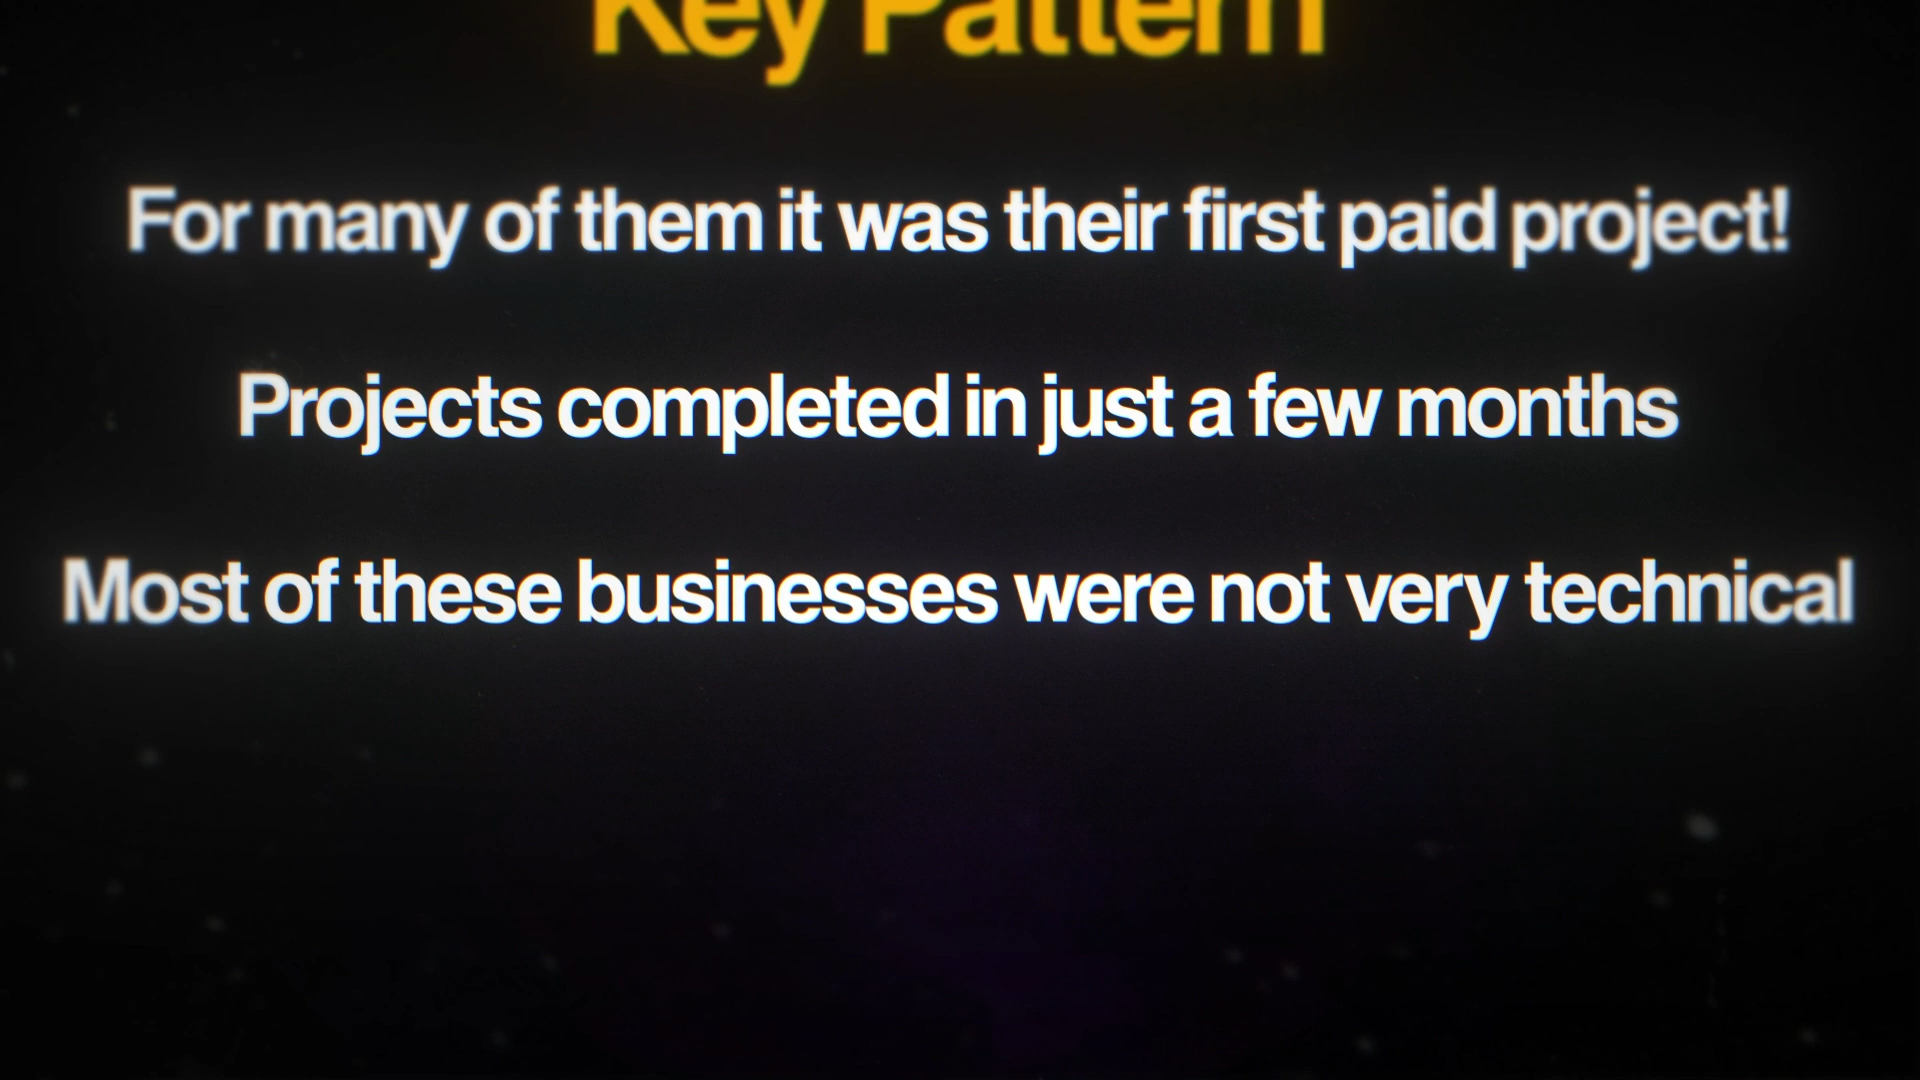 Key Pattern
For many of them it was their first paid project!
Projects completed in just a few months
Most of these businesses were not very technical